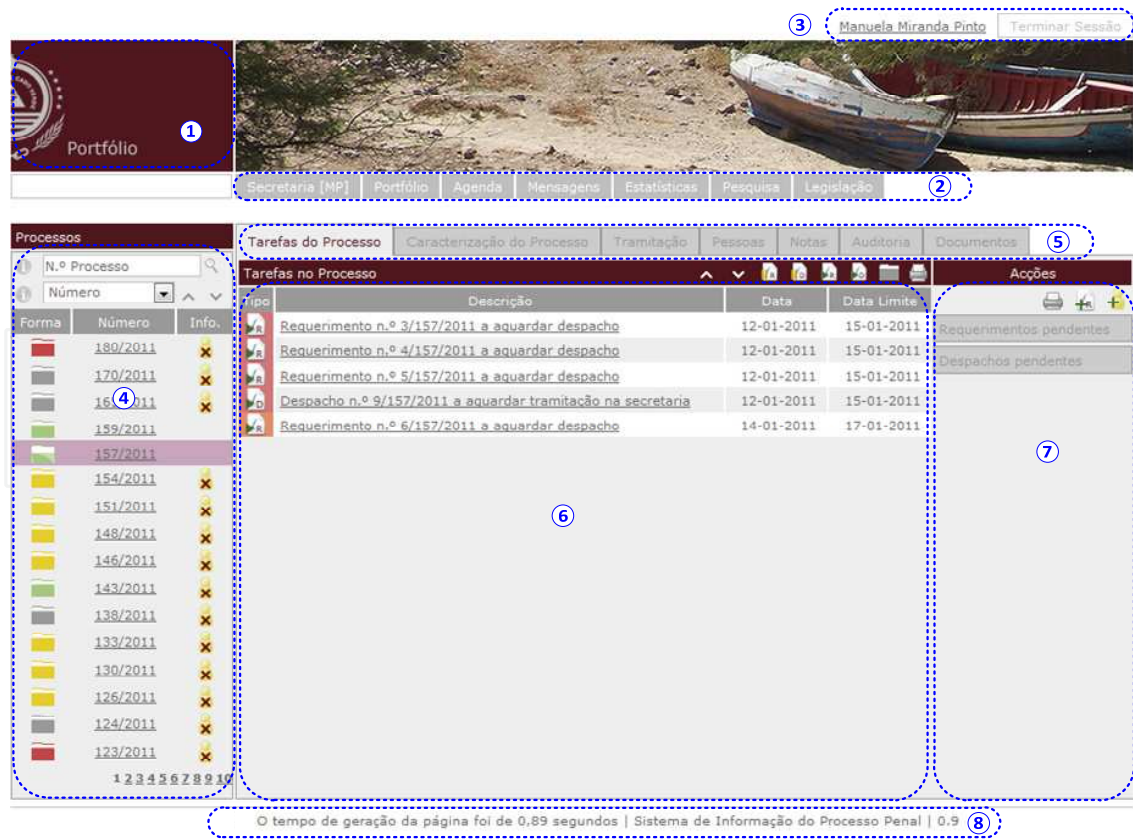 ③ Manuela Miranda Pinto Terminar Sessão
Portfólio ①
Secretaria [MP] Portfólio Agenda Mensagens Estatísticas Pesquisa Legislação ②
Processos
N.º Processo
Número
Forma Número Info.
180/2011
170/2011
④
159/2011
157/2011
154/2011
151/2011
148/2011
146/2011
143/2011
138/2011
133/2011
130/2011
126/2011
124/2011
123/2011
1 2 3 4 5 6 7 8 9 10
Tarefas do Processo Caracterização do Processo Tramitação Pessoas Notas Auditoria Documentos ⑤
Tarefas no Processo
Tipo Descrição Data Data Limite
Requerimento n.º 3/157/2011 a aguardar despacho 12-01-2011 15-01-2011
Requerimento n.º 4/157/2011 a aguardar despacho 12-01-2011 15-01-2011
Requerimento n.º 5/157/2011 a aguardar despacho 12-01-2011 15-01-2011
Despacho n.º 9/157/2011 a aguardar tramitação na secretaria 12-01-2011 15-01-2011
Requerimento n.º 6/157/2011 a aguardar despacho 14-01-2011 17-01-2011
⑥
Acções
Requerimentos pendentes
Despachos pendentes
⑦
O tempo de geração da página foi de 0.89 segundos | Sistema de Informação do Processo Penal | 0.9 ⑧